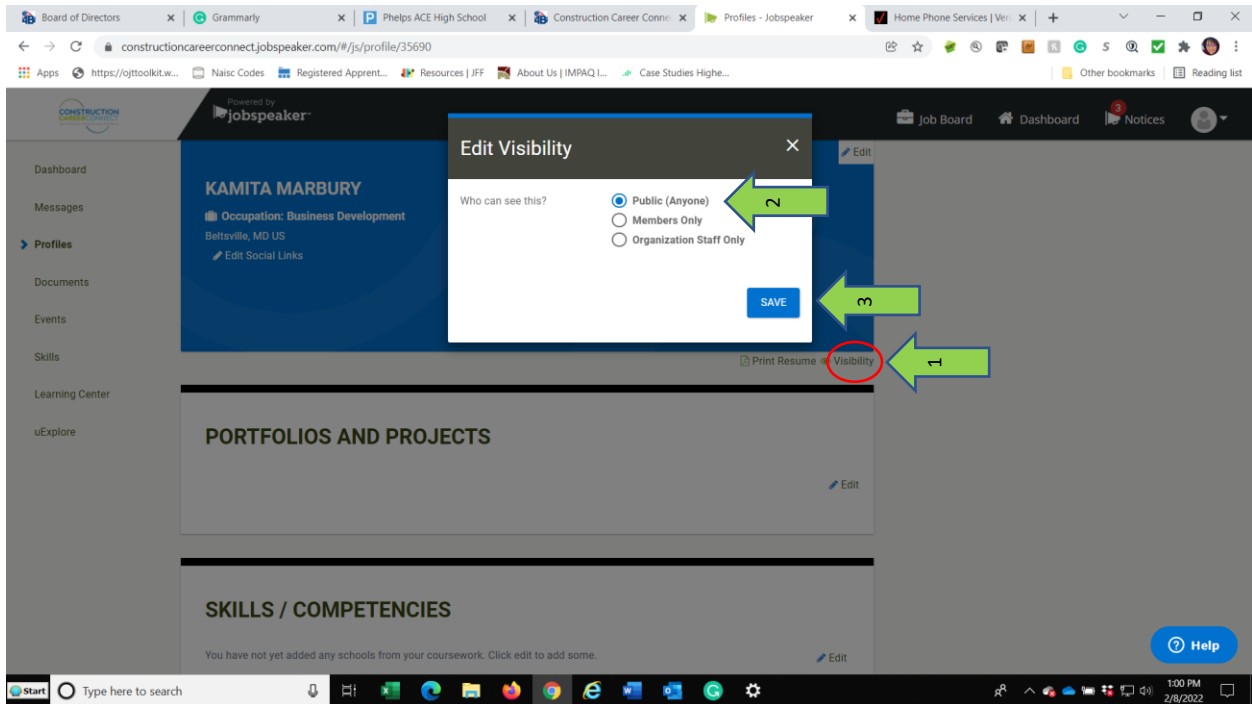 Board of Directors
Grammarly
Phelps ACE High School
Construction Career Conne
Profiles - Jobspeaker
Home Phone Services | Veri
constructioncareerconnect.jobspeaker.com/#/js/profile/35690
Apps
https://ojttoolkit.w...
Naisc Codes
Registered Apprent...
Resources | JFF
About Us | IMPAQ I...
Case Studies Highe...
Other bookmarks
Reading list
CONSTRUCTION
CAREERCONNECT
Powered by
jobspeaker
Job Board
Dashboard
3
Notices
Dashboard
Messages
Profiles
Documents
Events
Skills
Learning Center
uExplore
Edit
KAMITA MARBURY
Occupation: Business Development
Beltsville, MD US
Edit Social Links
Edit Visibility
Who can see this?
Public (Anyone)
Members Only
Organization Staff Only
2
SAVE
3
Print Resume
Visibility
1
PORTFOLIOS AND PROJECTS
Edit
SKILLS / COMPETENCIES
You have not yet added any schools from your coursework. Click edit to add some.
Edit
Help
Start
Type here to search
1:00 PM
2/8/2022